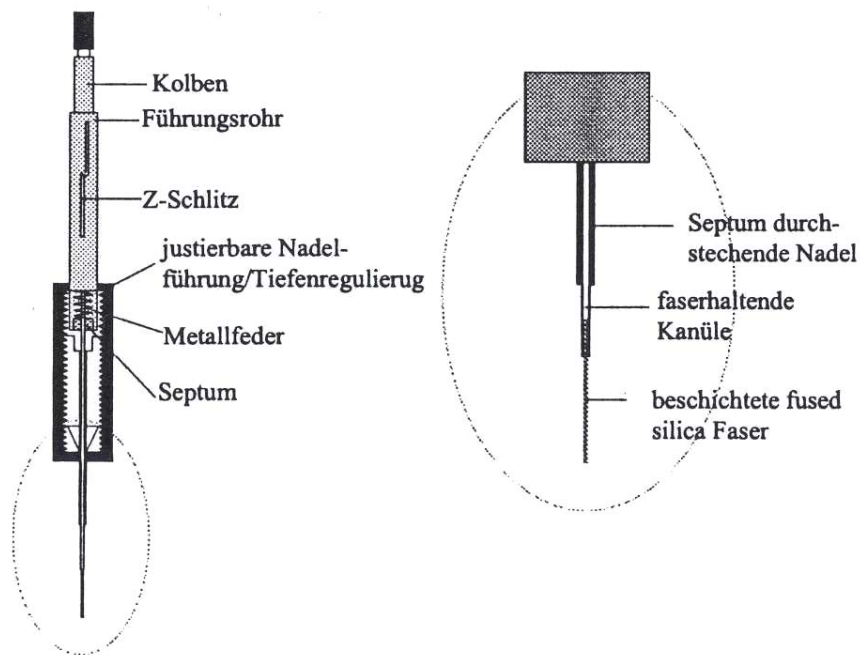 Kolben
Führungsrohr
Z-Schlitz
justierbare Nadel-
führung/Tiefenregulierug
Metallfeder
Septum
Septum durch-
stechende Nadel
faserhaltende
Kanüle
beschichtete fused
silica Faser